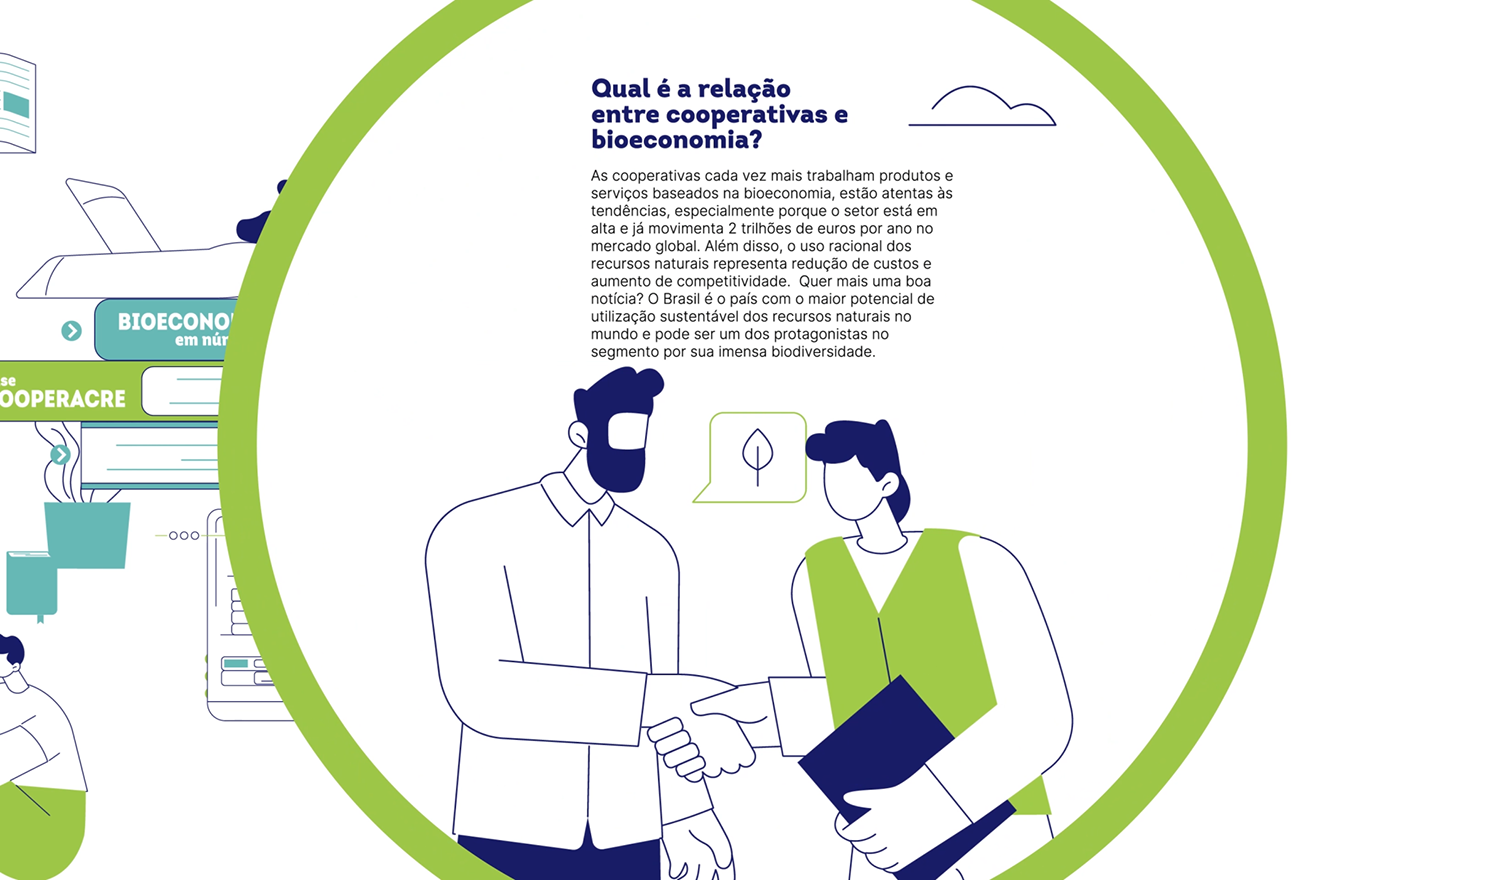 Qual é a relação
entre cooperativas e
bioeconomia?
As cooperativas cada vez mais trabalham produtos e
serviços baseados na bioeconomia, estão atentas às
tendências, especialmente porque o setor está em
alta e já movimenta 2 trilhões de euros por ano no
mercado global. Além disso, o uso racional dos
recursos naturais representa redução de custos e
aumento de competitividade.  Quer mais uma boa
notícia? O Brasil é o país com o maior potencial de
utilização sustentável dos recursos naturais no
mundo e pode ser um dos protagonistas no
segmento por sua imensa biodiversidade.
BIOECONO
em núr
se
OOPERACRE